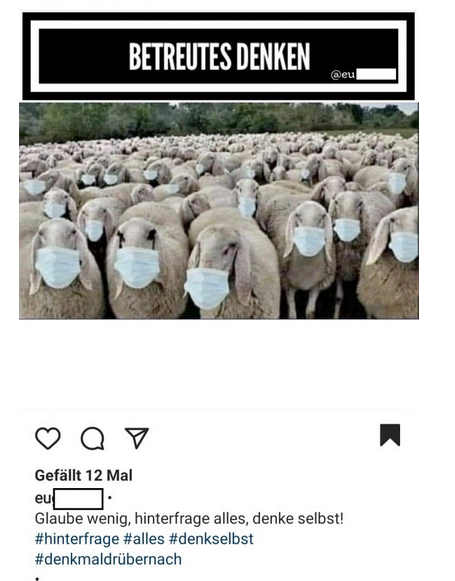 BETREUTES DENKEN
@eu
Gefällt 12 Mal
eu •
Glaube wenig, hinterfrage alles, denke selbst!
#hinterfrage #alles #denkselbst
#denkmaldrübernach
•